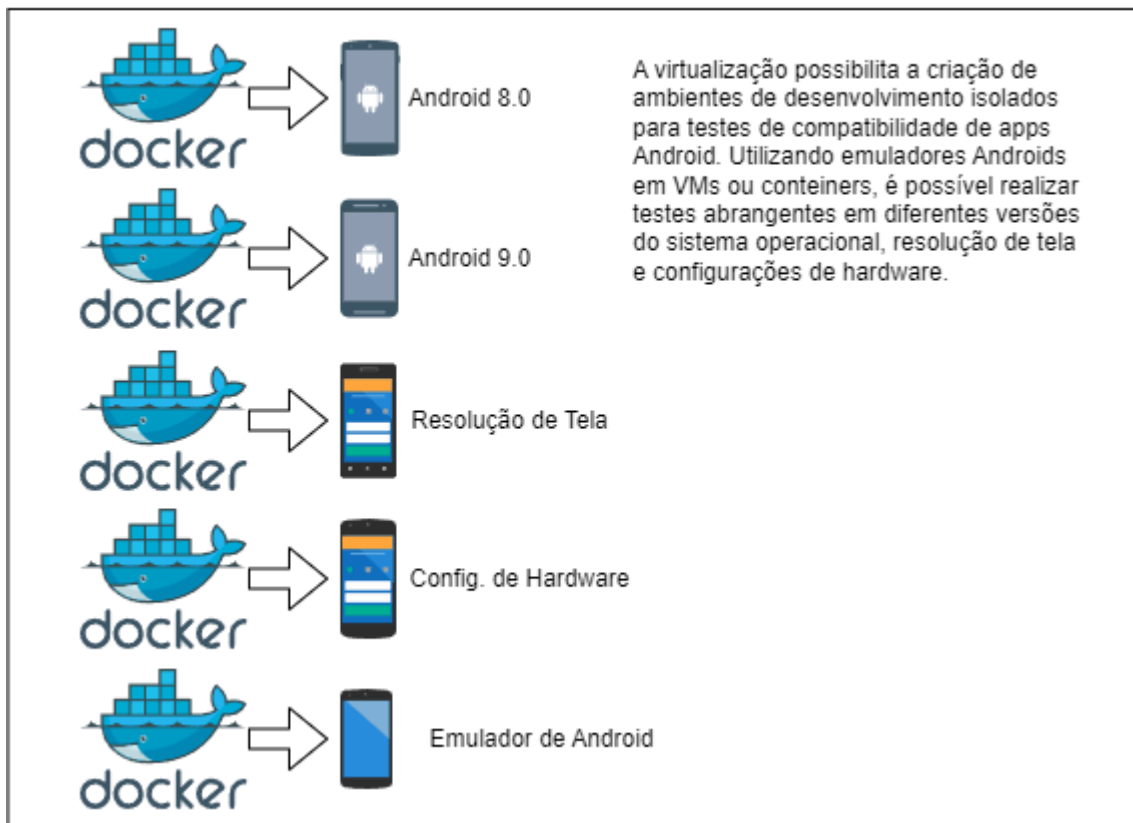 docker
Android 8.0
A virtualização possibilita a criação de
ambientes de desenvolvimento isolados
para testes de compatibilidade de apps
Android. Utilizando emuladores Androids
em VMs ou conteiners, é possível realizar
testes abrangentes em diferentes versões
do sistema operacional, resolução de tela
e configurações de hardware.
docker
Android 9.0
docker
Resolução de Tela
docker
Config. de Hardware
docker
Emulador de Android